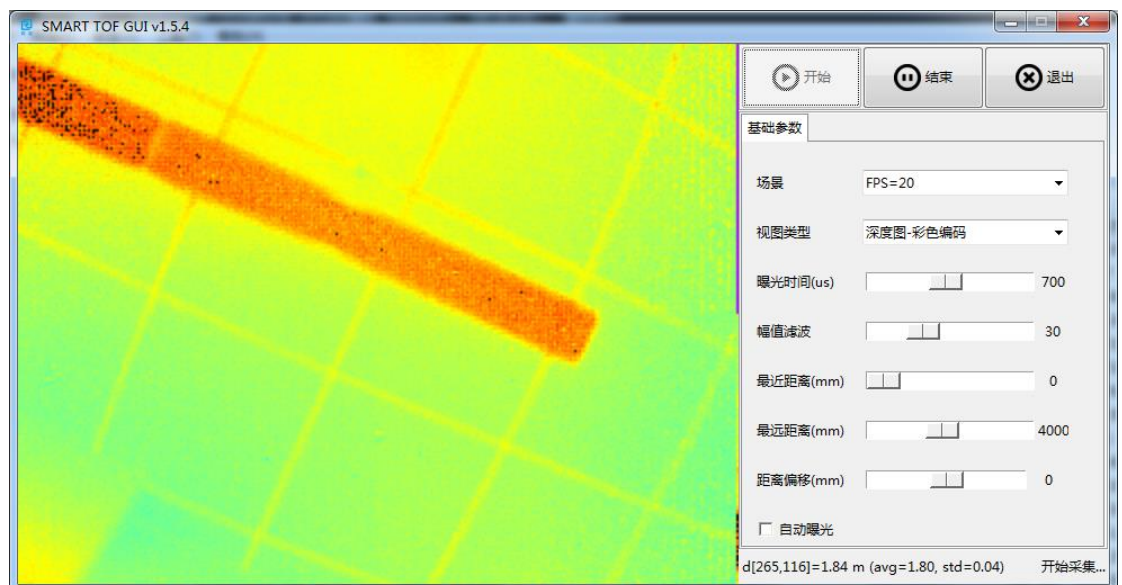 SMART TOF GUI v1.5.4
开始
结束
退出
基础参数
场景
FPS=20
视图类型
深度图-彩色编码
曝光时间(us)
700
幅值滤波
30
最近距离(mm)
0
最远距离(mm)
4000
距离偏移(mm)
0
自动曝光
d[265,116]=1.84 m (avg=1.80, std=0.04)
开始采集...